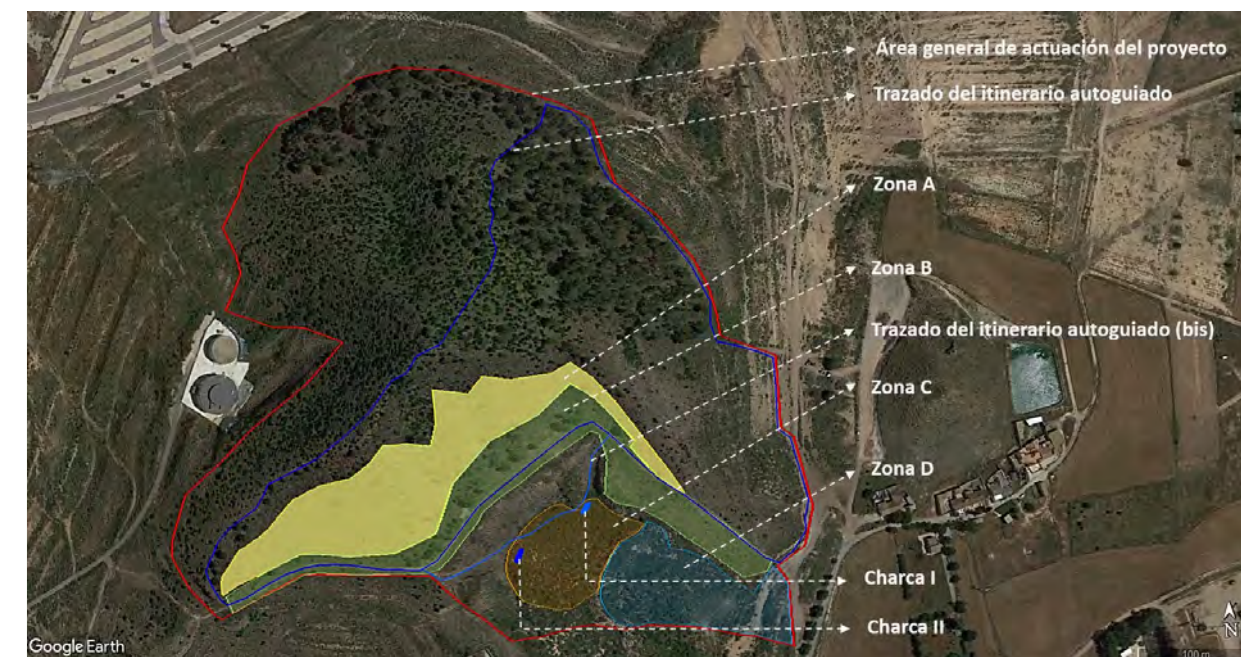 Área general de actuación del proyecto
Trazado del itinerario autoguiado
Zona A
Zona B
Trazado del itinerario autoguiado (bis)
Zona C
Zona D
Charca I
Charca II
N
Google Earth
100 m